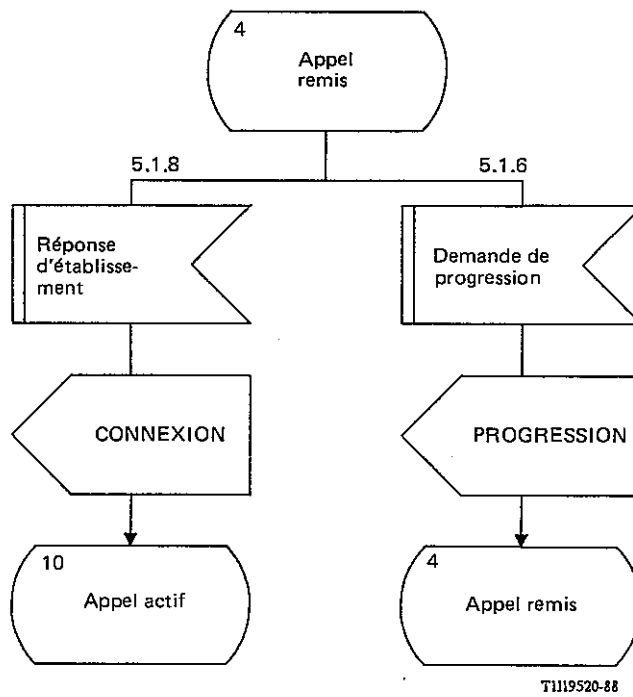 4
Appel
remis
5.1.8
5.1.6
Réponse
d'établisse-
ment
Demande de
progression
CONNEXION
PROGRESSION
10
Appel actif
4
Appel remis
T1119520-88